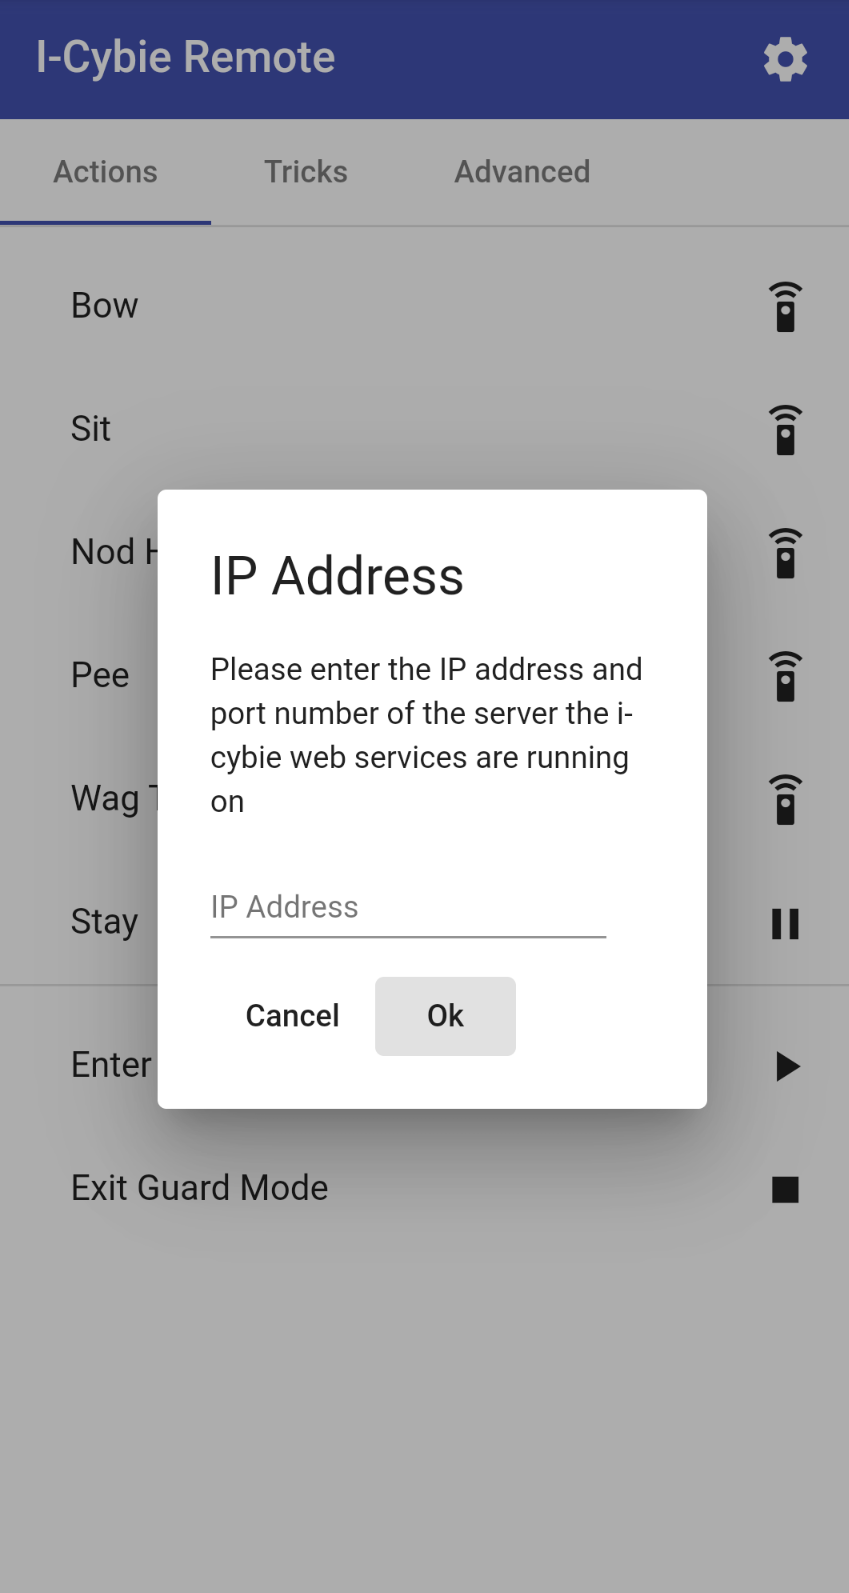 I-Cybie Remote
Actions Tricks Advanced
Bow
Sit
Nod
Pee
Wag
Stay
Enter
Exit Guard Mode
IP Address
Please enter the IP address and
port number of the server the i-
cybie web services are running
on
IP Address
Cancel Ok